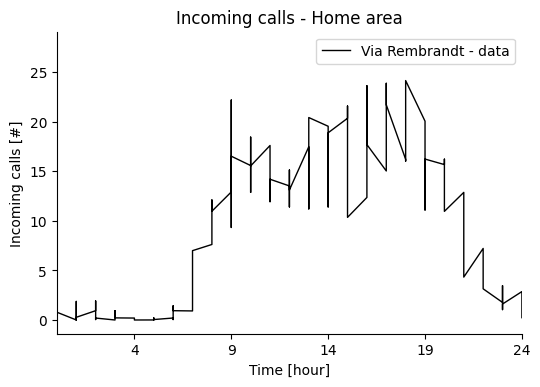 Incoming calls - Home area
Via Rembrandt - data
Incoming calls [#]
25
20
15
10
5
0
4
9
14
19
24
Time [hour]